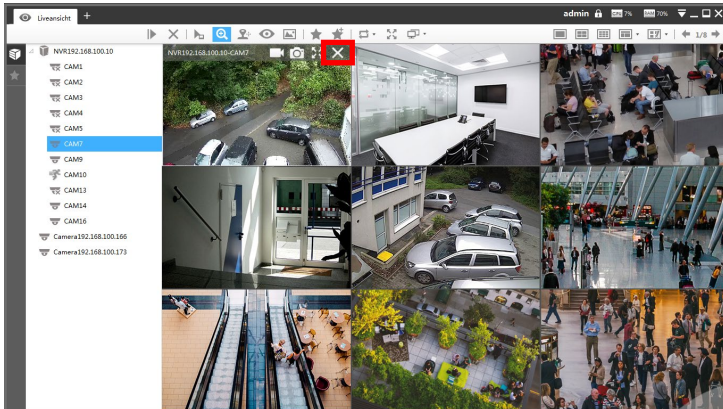 Liveansicht +
admin CPU 7% RAM 70%
1/8
NVR192.168.100.10
NVR192.168.100.10-CAM7
CAM1
CAM2
CAM3
CAM4
CAM5
CAM7
CAM9
CAM10
CAM13
CAM14
CAM16
Camera192.168.100.166
Camera192.168.100.173